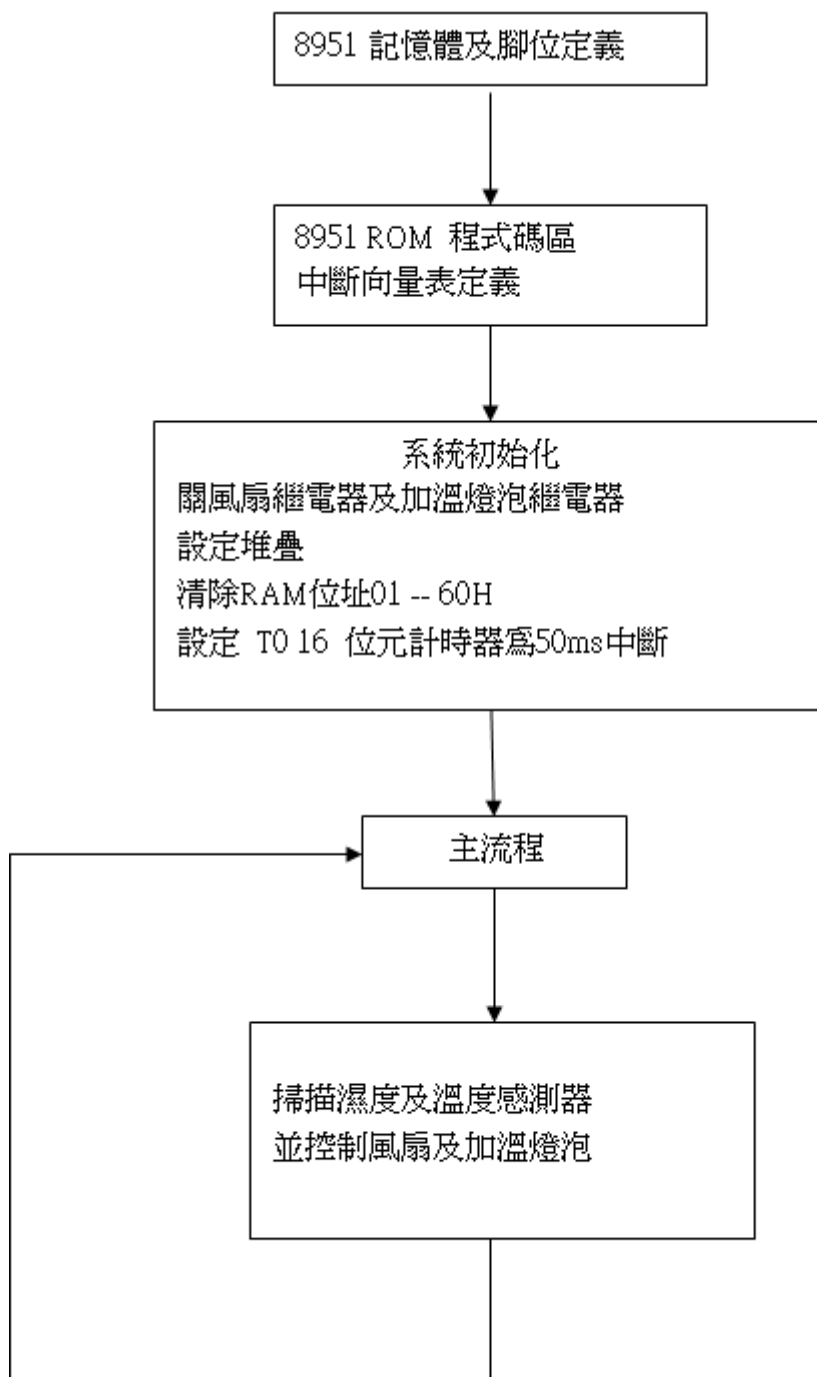 8951 記憶體及腳位定義
8951 ROM 程式碼區
中斷向量表定義
系統初始化
關風扇繼電器及加溫燈泡繼電器
設定堆疊
清除RAM位址01 -- 60H
設定 T0 16 位元計時器為50ms中斷
主流程
掃描濕度及溫度感測器
並控制風扇及加溫燈泡